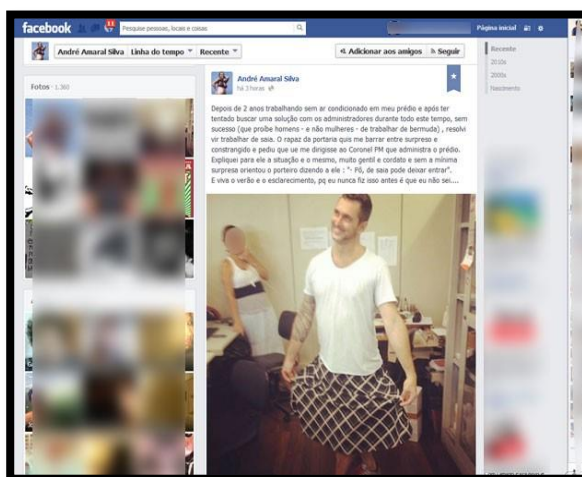 facebook
11
Pesquise pessoas, locais e coisas
Página inicial
André Amaral Silva
Linha do tempo
Recente
Adicionar aos amigos
Seguir
Recente
2010s
2000s
Nascimento
Fotos · 1.360
André Amaral Silva
há 3 horas
Depois de 2 anos trabalhando sem ar condicionado em meu prédio e após ter
tentado buscar uma solução com os administradores durante todo este tempo, sem
sucesso (que proíbe homens - e não mulheres - de trabalhar de bermuda) , resolvi
vir trabalhar de saia. O rapaz da portaria quis me barrar entre surpreso e
constrangido e pediu que me dirigisse ao Coronel PM que administra o prédio.
Expliquei para ele a situação e o mesmo, muito gentil e cordato e sem a mínima
surpresa orientou o porteiro dizendo a ele : "- Pô, de saia pode deixar entrar".
E viva o verão e o esclarecimento, pq eu nunca fiz isso antes é que eu não sei....